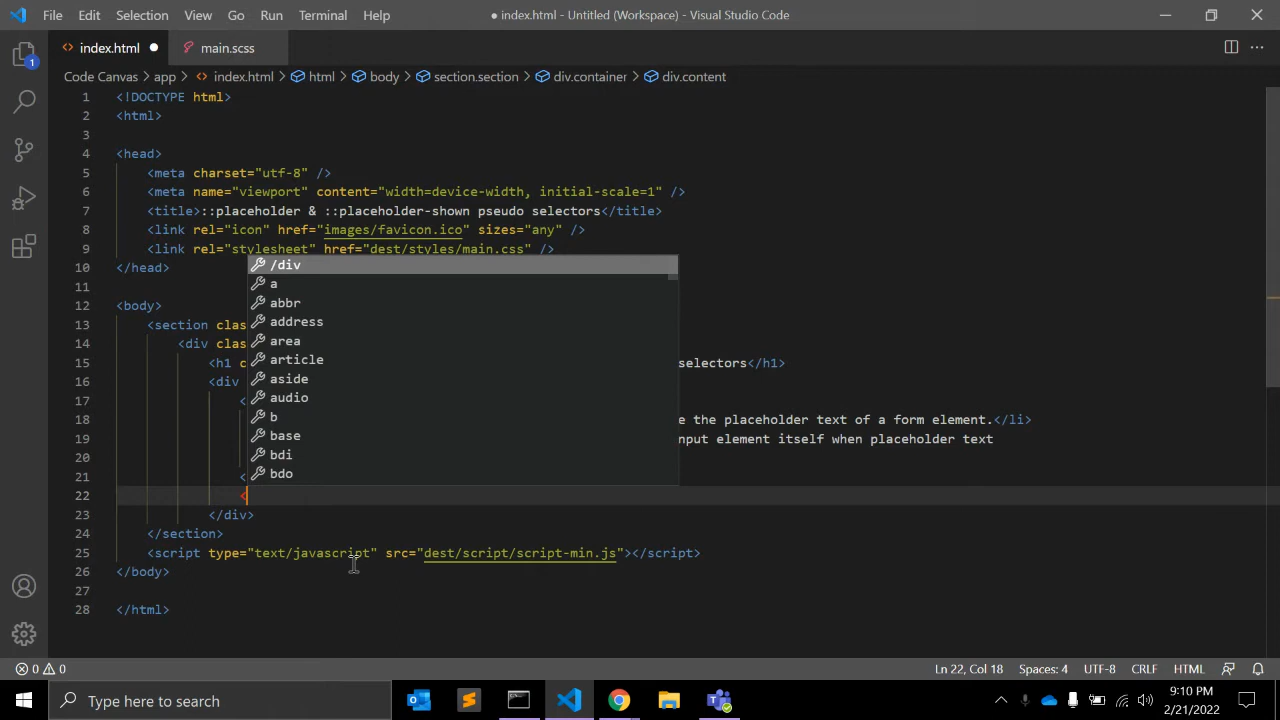 File Edit Selection View Go Run Terminal Help ● index.html - Untitled (Workspace) - Visual Studio Code
index.html ● main.scss
1
Code Canvas > app > index.html > html > body > section.section > div.container > div.content
1 <!DOCTYPE html>
2 <html>
3
4 <head>
5 <meta charset="utf-8" />
6 <meta name="viewport" content="width=device-width, initial-scale=1" />
7 <title>::placeholder & ::placeholder-shown pseudo selectors</title>
8 <link rel="icon" href="images/favicon.ico" sizes="any" />
9 <link rel="stylesheet" href="dest/styles/main.css" />
10 </head>
11
12 <body>
13 <section clas
14 <div clas
15 <h1 c selectors</h1>
16 <div
17 <
18 e the placeholder text of a form element.</li>
19 nput element itself when placeholder text
20
21 <
22 <
23 </div>
24 </section>
25 <script type="text/javascript" src="dest/script/script-min.js"></script>
26 </body>
27
28 </html>
/div
a
abbr
address
area
article
aside
audio
b
base
bdi
bdo
0 0 Ln 22, Col 18 Spaces: 4 UTF-8 CRLF HTML
Type here to search
9:10 PM
2/21/2022